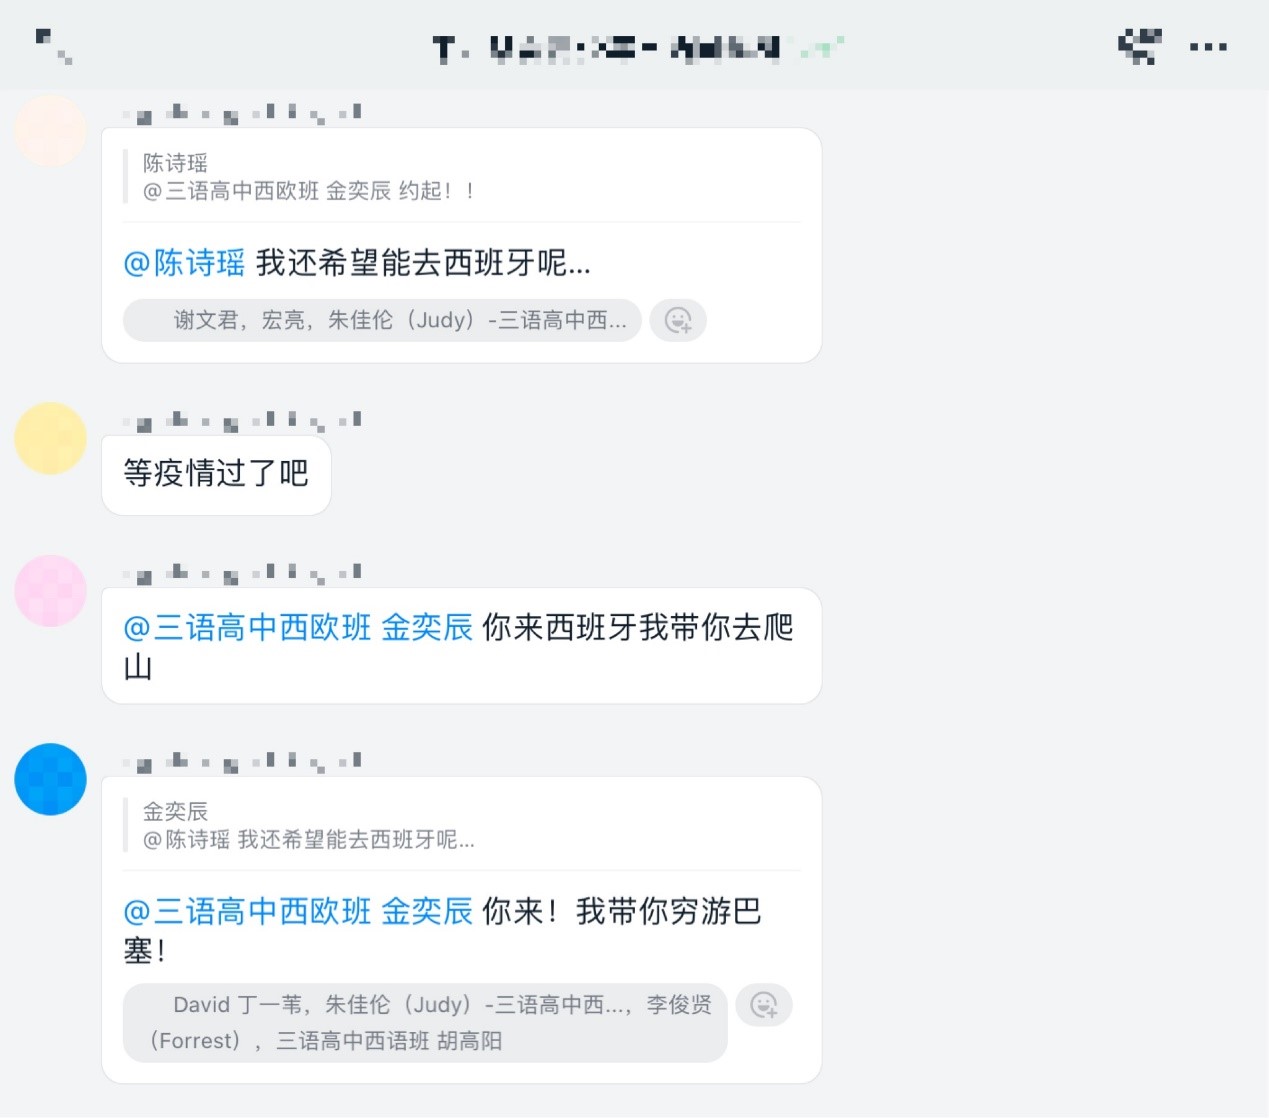 陈诗瑶
@三语高中西欧班 金奕辰 约起！！
@陈诗瑶 我还希望能去西班牙呢...
谢文君，宏亮，朱佳伦（Judy）-三语高中西...
等疫情过了吧
@三语高中西欧班 金奕辰 你来西班牙我带你去爬
山
金奕辰
@陈诗瑶 我还希望能去西班牙呢...
@三语高中西欧班 金奕辰 你来！我带你穷游巴
塞！
David 丁一苇，朱佳伦（Judy）-三语高中西...，李俊贤
（Forrest），三语高中西语班 胡高阳